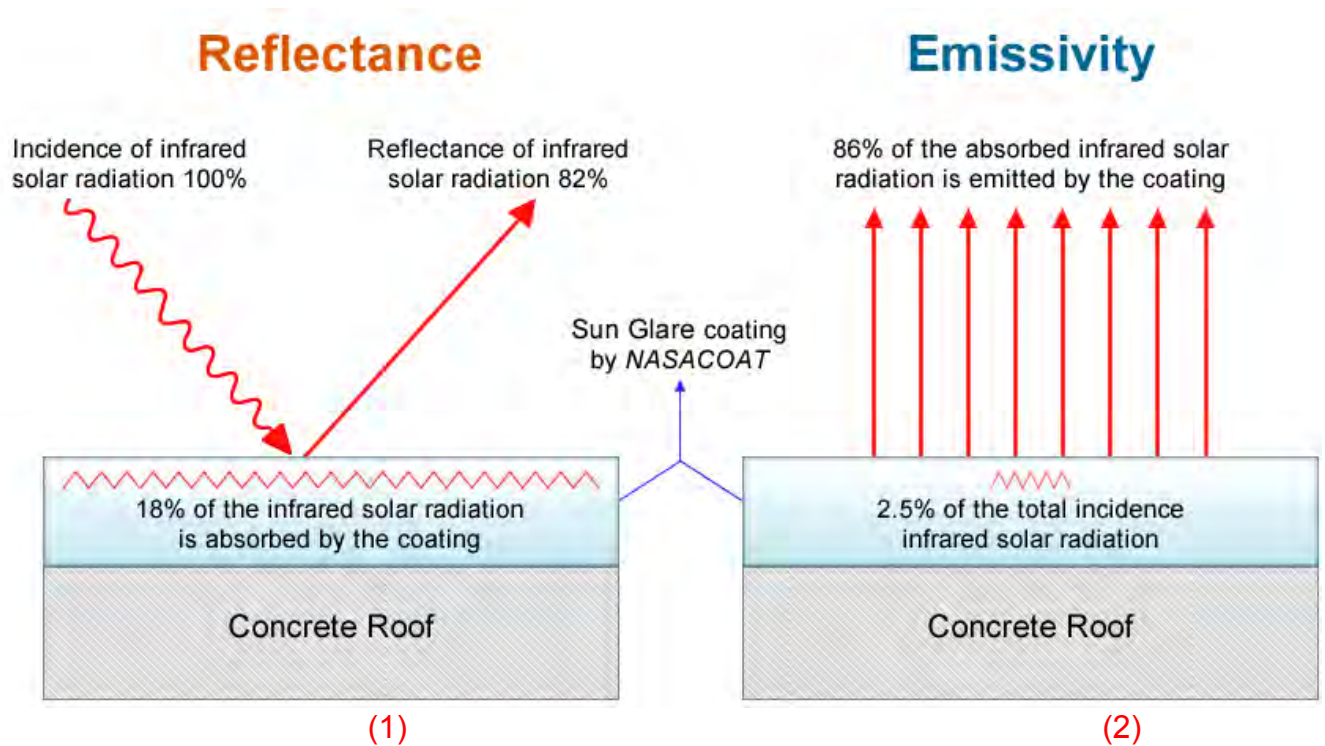 Reflectance
Incidence of infrared
solar radiation 100%
Reflectance of infrared
solar radiation 82%
18% of the infrared solar radiation
is absorbed by the coating
Concrete Roof
(1)
Sun Glare coating
by NASACOAT
Emissivity
86% of the absorbed infrared solar
radiation is emitted by the coating
2.5% of the total incidence
infrared solar radiation
Concrete Roof
(2)